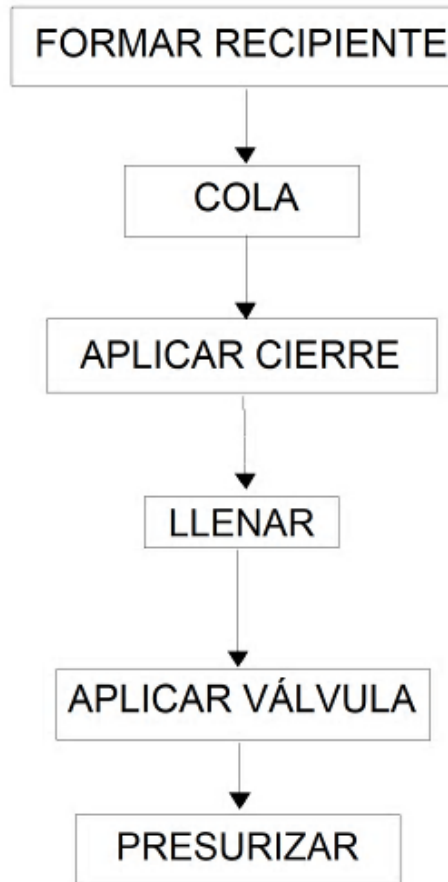 FORMAR RECIPIENTE
COLA
APLICAR CIERRE
LLENAR
APLICAR VÁLVULA
PRESURIZAR